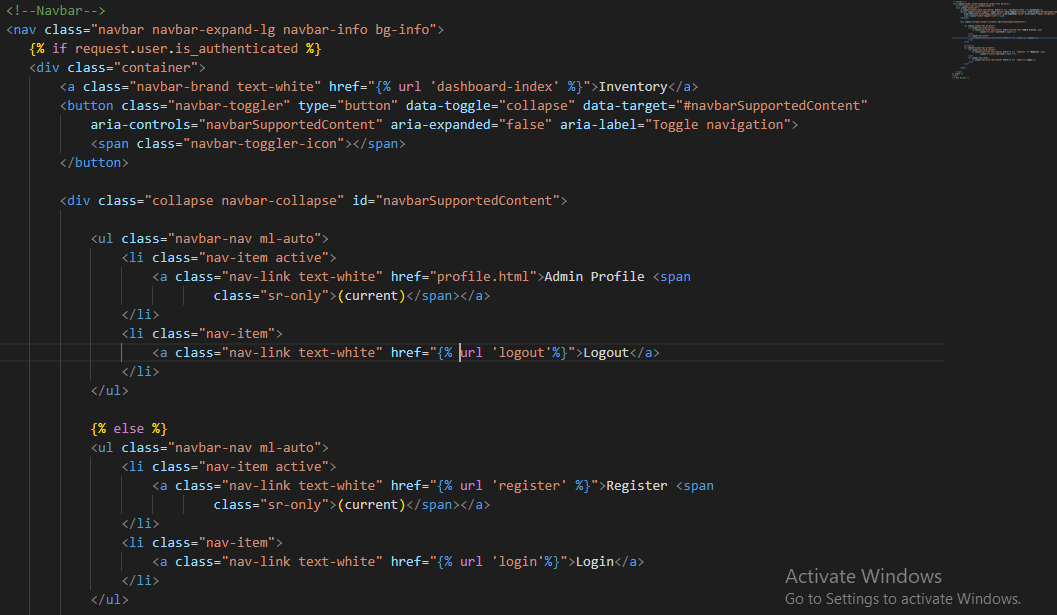 <!--Navbar-->
<nav class="navbar navbar-expand-lg navbar-info bg-info">
{% if request.user.is_authenticated %}
<div class="container">
<a class="navbar-brand text-white" href="{% url 'dashboard-index' %}">Inventory</a>
<button class="navbar-toggler" type="button" data-toggle="collapse" data-target="#navbarSupportedContent"
aria-controls="navbarSupportedContent" aria-expanded="false" aria-label="Toggle navigation">
<span class="navbar-toggler-icon"></span>
</button>
<div class="collapse navbar-collapse" id="navbarSupportedContent">
<ul class="navbar-nav ml-auto">
<li class="nav-item active">
<a class="nav-link text-white" href="profile.html">Admin Profile <span
class="sr-only">(current)</span></a>
</li>
<li class="nav-item">
<a class="nav-link text-white" href="{% url 'logout'%}">Logout</a>
</li>
</ul>
{% else %}
<ul class="navbar-nav ml-auto">
<li class="nav-item active">
<a class="nav-link text-white" href="{% url 'register' %}">Register <span
class="sr-only">(current)</span></a>
</li>
<li class="nav-item">
<a class="nav-link text-white" href="{% url 'login'%}">Login</a>
</li>
</ul>
Activate Windows
Go to Settings to activate Windows.